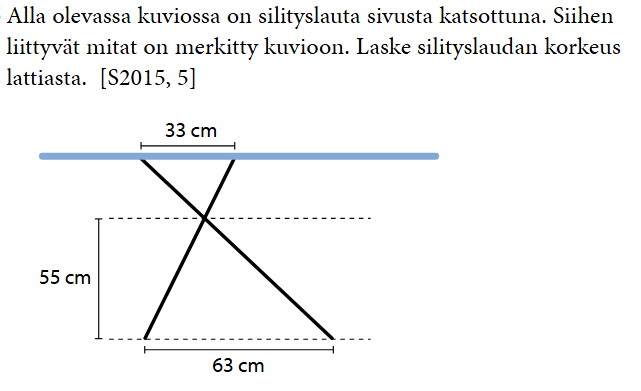 Alla olevassa kuviossa on silityslauta sivusta katsottuna. Siihen
liittyvät mitat on merkitty kuvioon. Laske silityslaudan korkeus
lattiasta. [S2015, 5]
33 cm
55 cm
63 cm